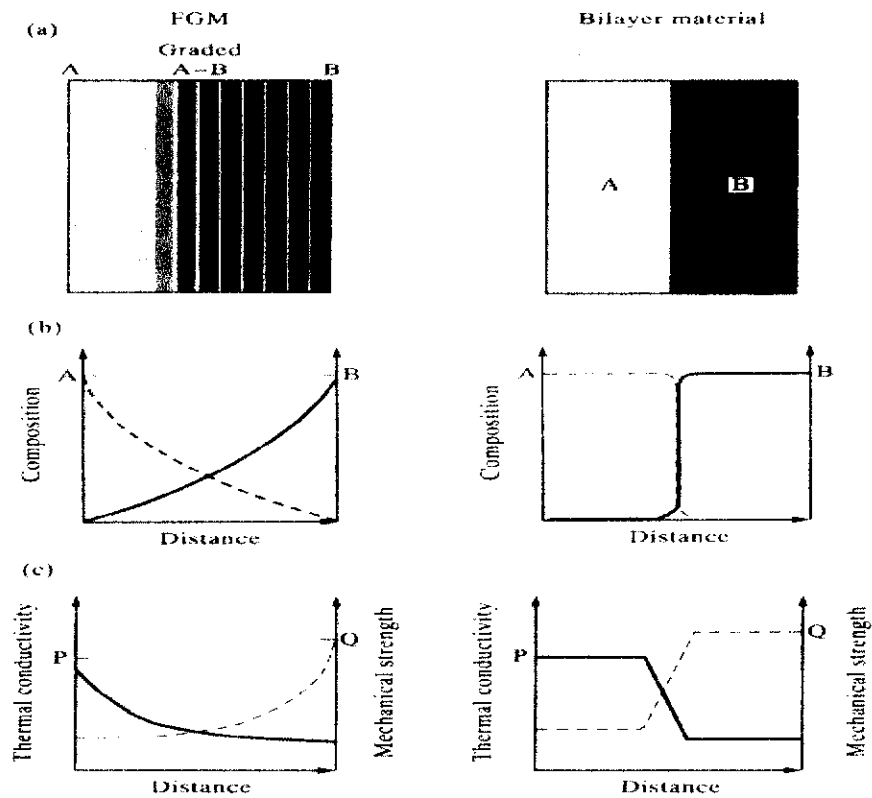 (a)
FGM
Bilayer material
Graded
A
A-B
B
A
B
(b)
A
B
Composition
Distance
A
B
Composition
Distance
(c)
P
Q
Thermal conductivity
Mechanical strength
Distance
P
Q
Thermal conductivity
Mechanical strength
Distance